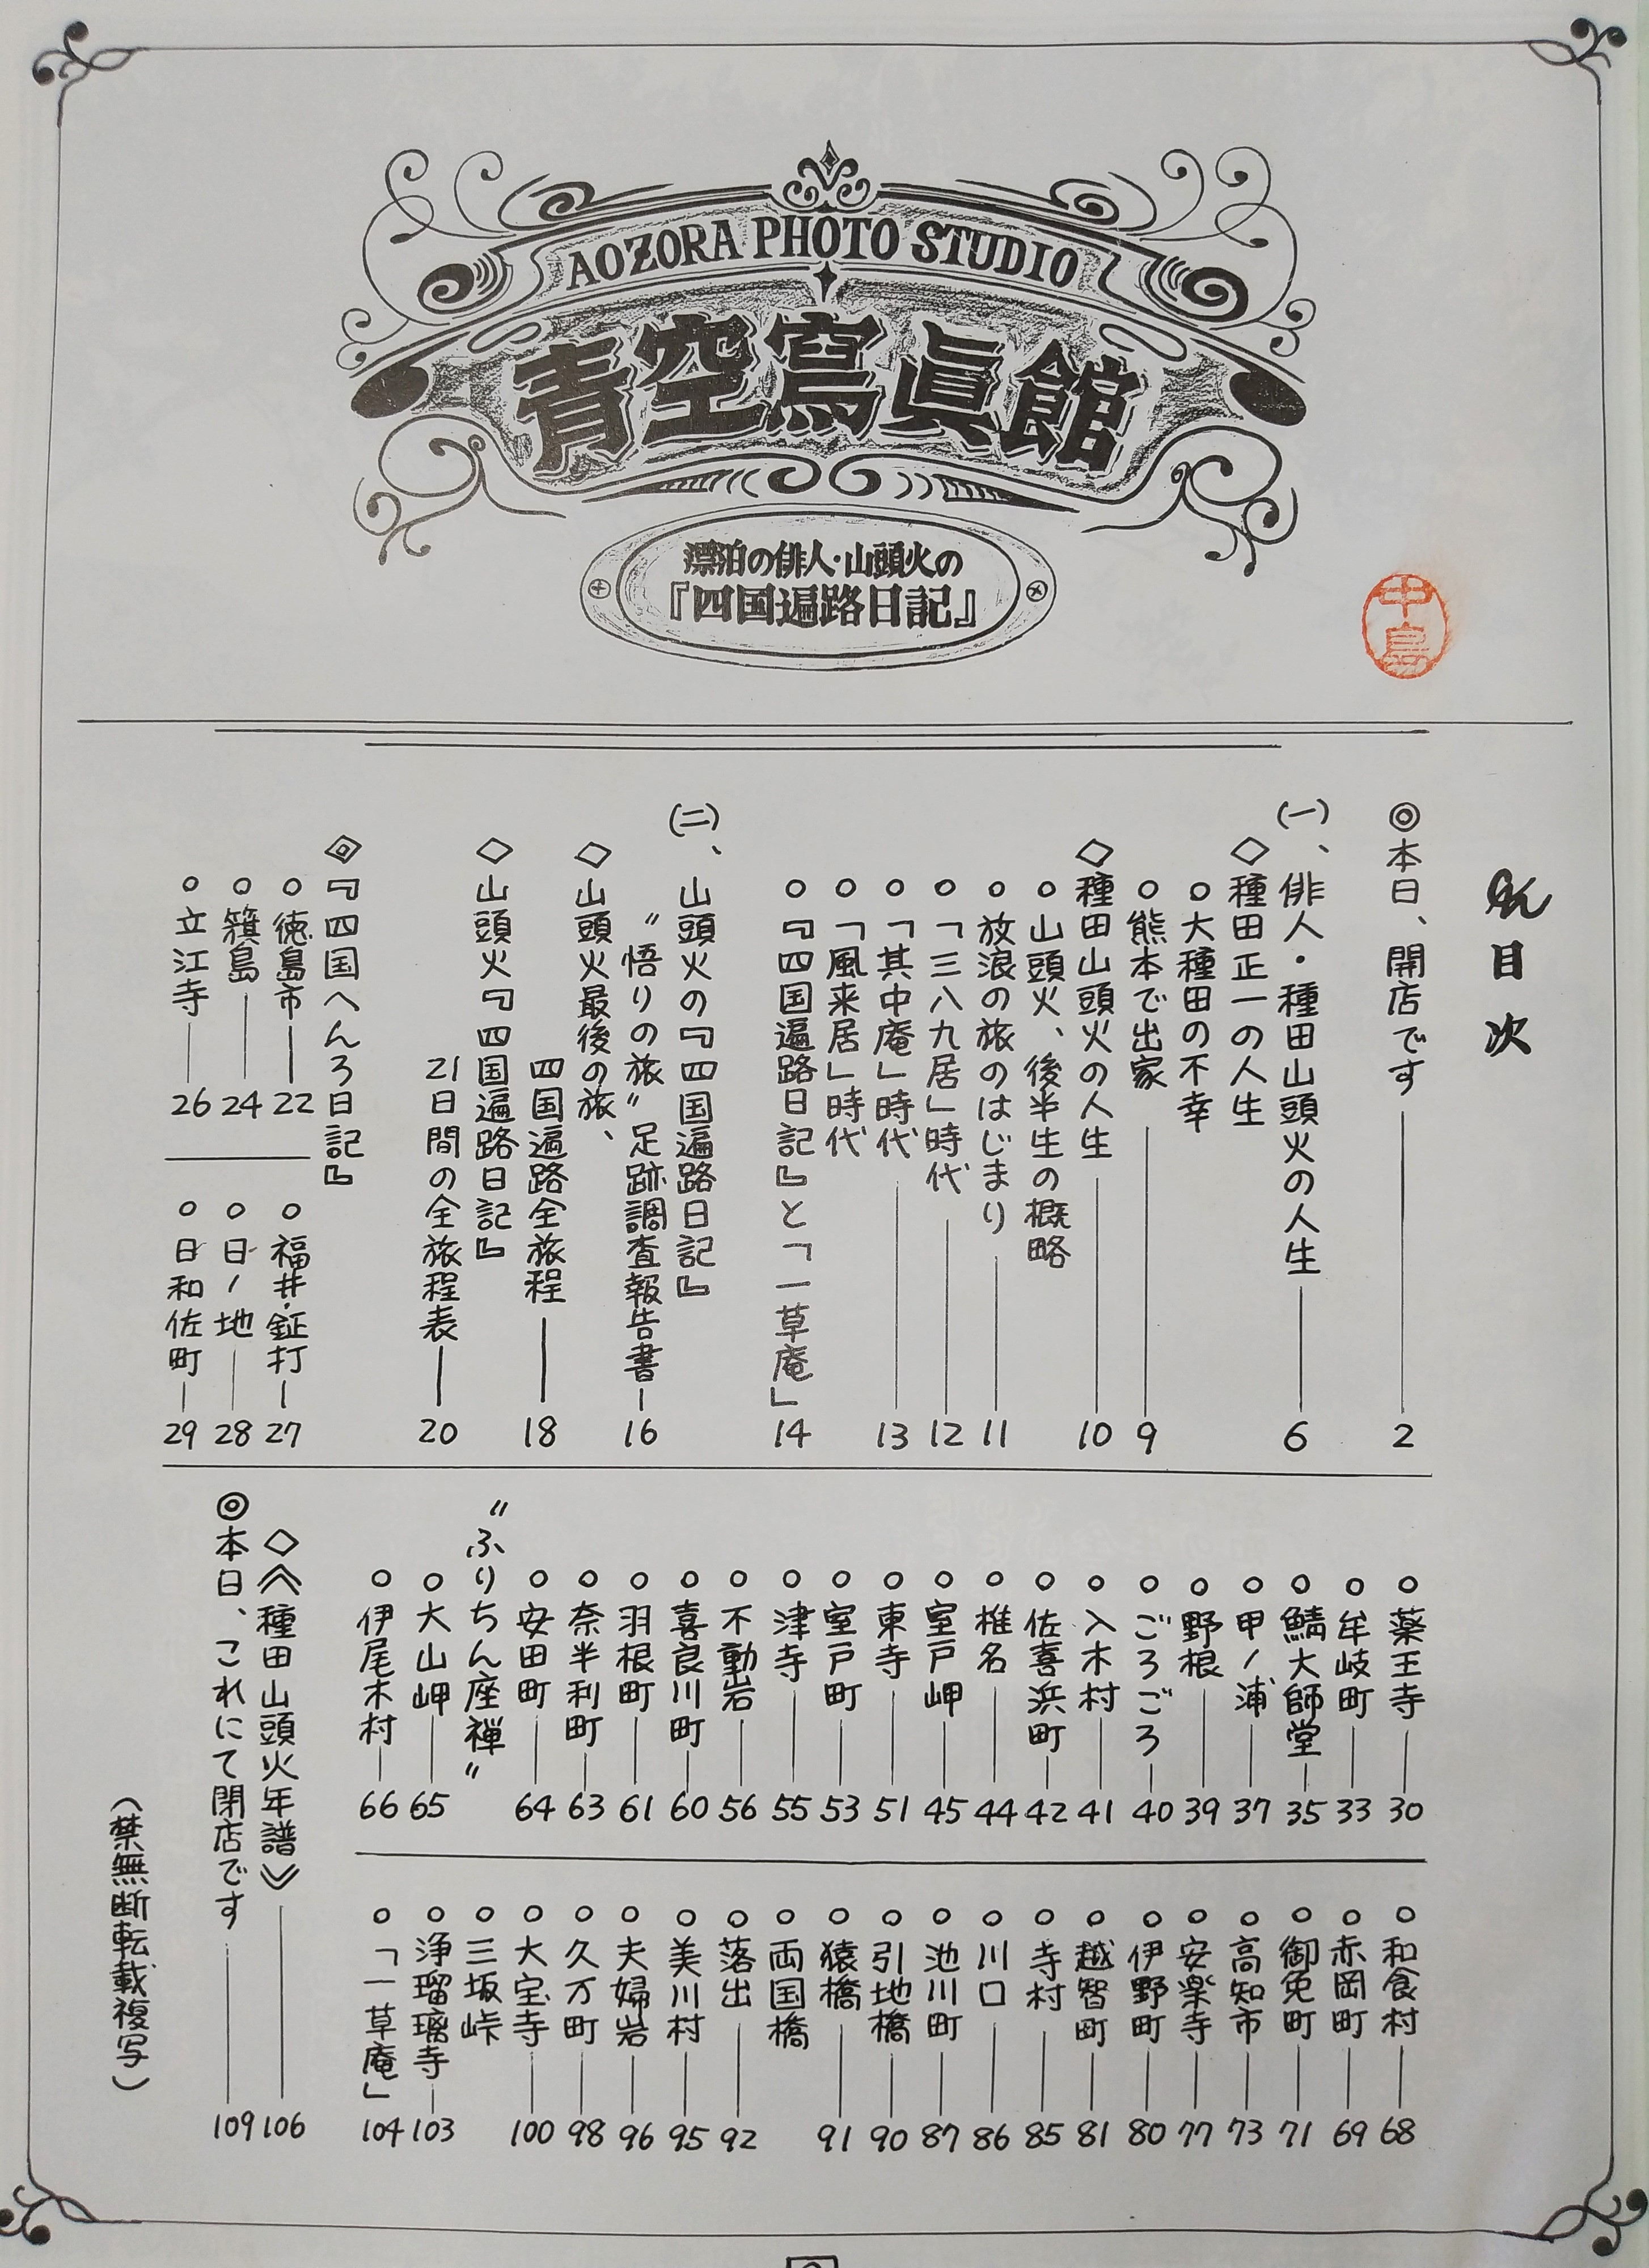 AOZORA PHOTO STUDIO
青空寫眞館
漂泊の俳人・山頭火の
『四国遍路日記』
中島
目次
◎本日、開店です 2
(一)、俳人・種田山頭火の人生 6
◇種田正一の人生
○大種田の不幸
○熊本で出家 9
◇種田山頭火の人生 10
○山頭火、後半生の概略
○放浪の旅のはじまり 11
○「三八九居」時代 12
○「其中庵」時代 13
○「風来居」時代
○『四国遍路日記』と「一草庵」 14
(二)、山頭火の『四国遍路日記』
〝悟りの旅〟足跡調査報告書 16
◇山頭火最後の旅、
四国遍路全旅程 18
◇山頭火『四国遍路日記』
21日間の全旅程表 20
◈『四国へんろ日記』
○徳島市 22
○籏島 24
○立江寺 26
○福井・鉦打 27
○日ノ地 28
○日和佐町 29
○薬王寺 30
○牟岐町 33
○鯖大師堂 35
○甲ノ浦 37
○野根 39
○ごろごろ 40
○入木村 41
○佐喜浜町 42
○椎名 44
○室戸岬 45
○東寺 51
○室戸町 53
○津寺 55
○不動岩 56
○喜良川町 60
○羽根町 61
○奈半利町 63
○安田町 64
〝ふりちん座禅〟
○大山岬 65
○伊尾木村 66
○和食村 68
○赤岡町 69
○御免町 71
○高知市 73
○安楽寺 77
○伊野町 80
○越智町 81
○寺村 85
○川口 86
○池川町 87
○引地橋 90
○猿橋 91
○両国橋
○落出 92
○美川村 95
○夫婦岩 96
○久万町 98
○大宝寺 100
○三坂峠
○浄瑠璃寺 103
○「一草庵」 104
◇≪種田山頭火年譜≫ 106
◎本日、これにて閉店です 109
(禁無断転載複写)